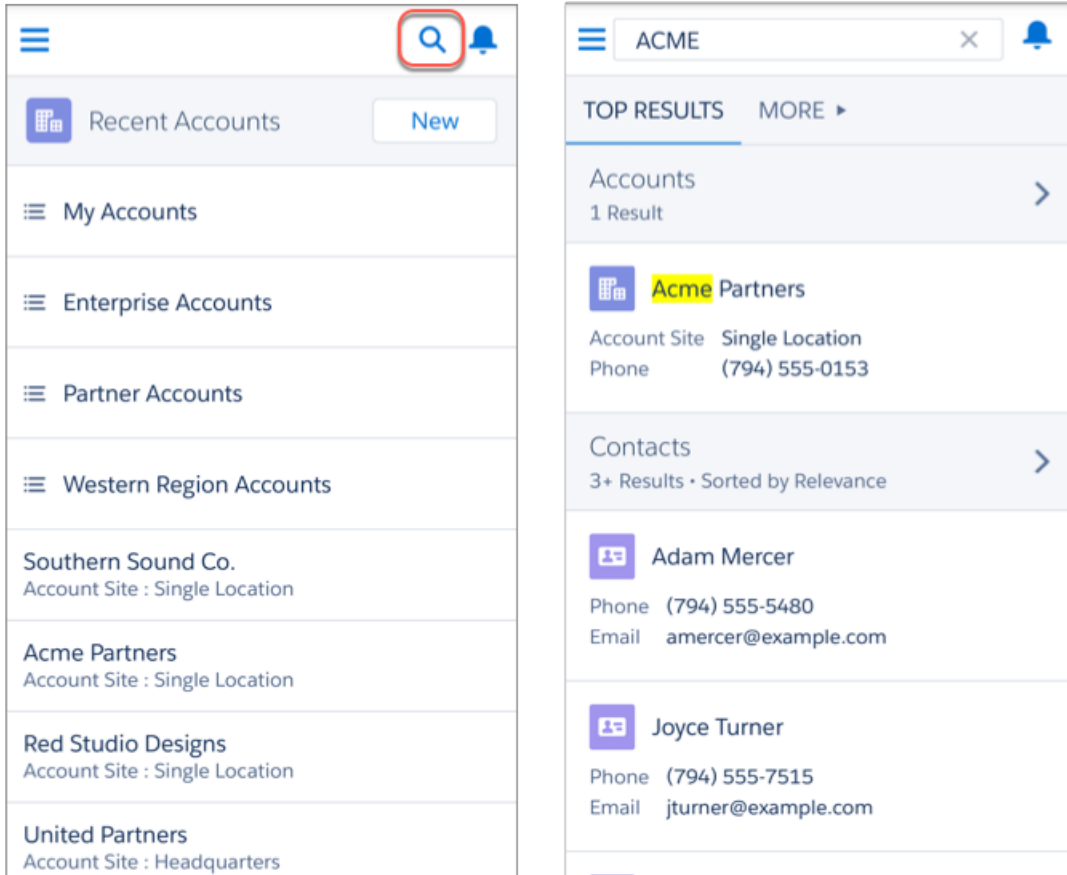 Recent Accounts New
My Accounts
Enterprise Accounts
Partner Accounts
Western Region Accounts
Southern Sound Co.
Account Site : Single Location
Acme Partners
Account Site : Single Location
Red Studio Designs
Account Site : Single Location
United Partners
Account Site : Headquarters
ACME
TOP RESULTS MORE ▸
Accounts
1 Result
Acme Partners
Account Site Single Location
Phone (794) 555-0153
Contacts
3+ Results • Sorted by Relevance
Adam Mercer
Phone (794) 555-5480
Email amercer@example.com
Joyce Turner
Phone (794) 555-7515
Email jturner@example.com